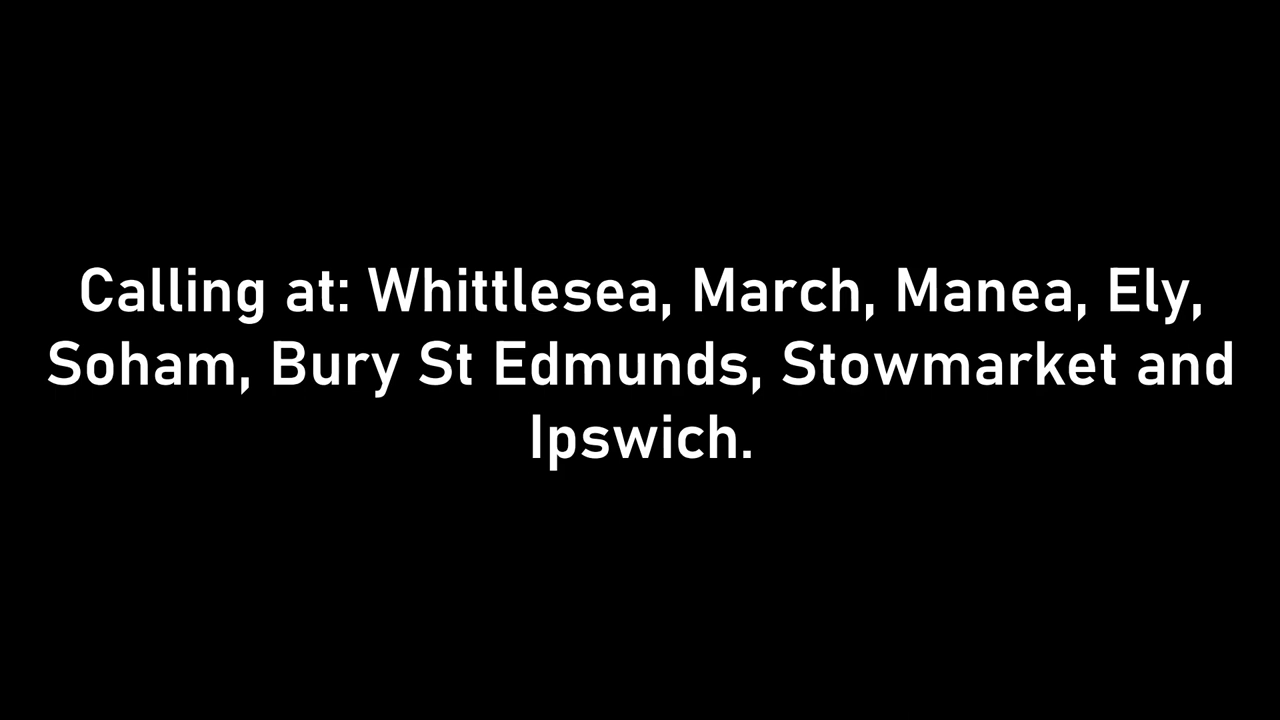 Calling at: Whittlesea, March, Manea, Ely,
Soham, Bury St Edmunds, Stowmarket and
Ipswich.